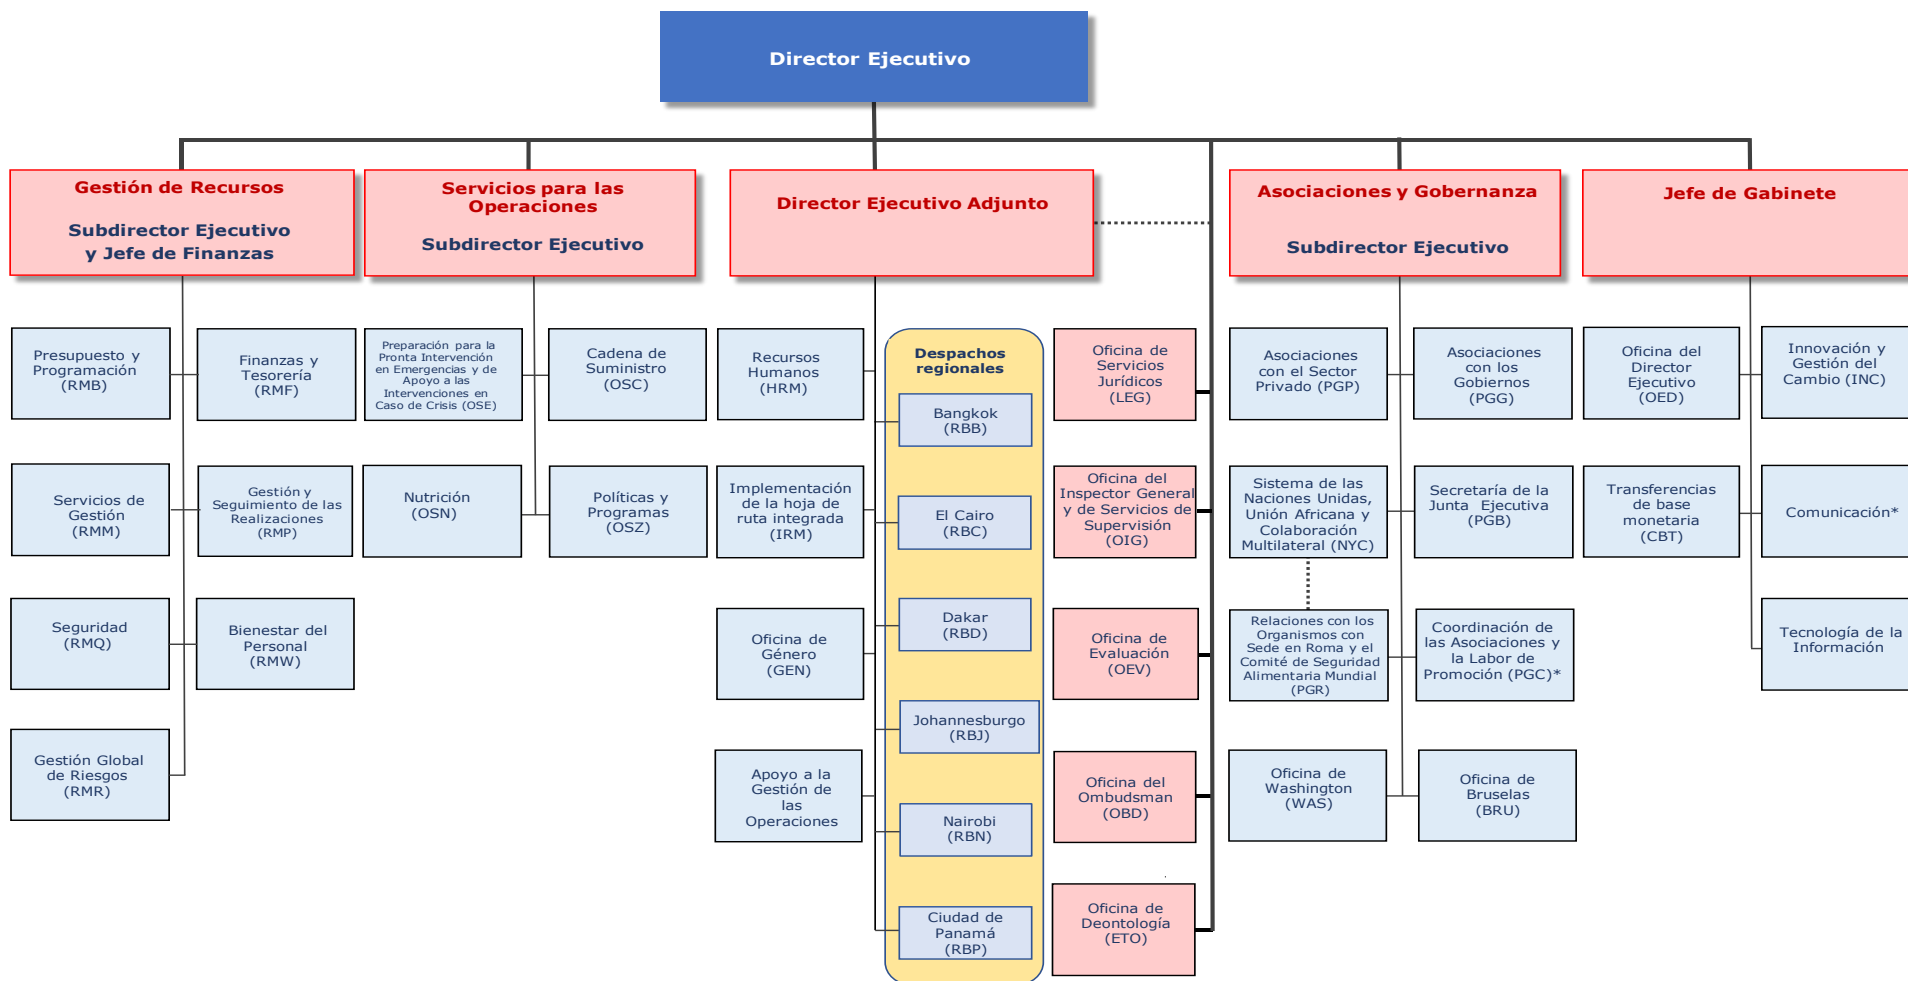 Director Ejecutivo
Gestión de Recursos
Subdirector Ejecutivo
y Jefe de Finanzas
Servicios para las
Operaciones
Subdirector Ejecutivo
Director Ejecutivo Adjunto
Asociaciones y Gobernanza
Subdirector Ejecutivo
Jefe de Gabinete
Presupuesto y
Programación
(RMB)
Finanzas y
Tesorería
(RMF)
Servicios de
Gestión
(RMM)
Gestión y
Seguimiento de las
Realizaciones
(RMP)
Seguridad
(RMQ)
Bienestar del
Personal
(RMW)
Gestión Global
de Riesgos
(RMR)
Preparación para la
Pronta Intervención
en Emergencias y de
Apoyo a las
Intervenciones en
Caso de Crisis (OSE)
Cadena de
Suministro
(OSC)
Nutrición
(OSN)
Políticas y
Programas
(OSZ)
Recursos
Humanos
(HRM)
Implementación
de la hoja de
ruta integrada
(IRM)
Oficina de
Género
(GEN)
Apoyo a la
Gestión de
las
Operaciones
Despachos
regionales
Bangkok
(RBB)
El Cairo
(RBC)
Dakar
(RBD)
Johannesburgo
(RBJ)
Nairobi
(RBN)
Ciudad de
Panamá
(RBP)
Oficina de
Servicios
Jurídicos
(LEG)
Oficina del
Inspector General
y de Servicios de
Supervisión
(OIG)
Oficina de
Evaluación
(OEV)
Oficina del
Ombudsman
(OBD)
Oficina de
Deontología
(ETO)
Asociaciones
con el Sector
Privado (PGP)
Asociaciones
con los
Gobiernos
(PGG)
Sistema de las
Naciones Unidas,
Unión Africana y
Colaboración
Multilateral (NYC)
Secretaría de la
Junta Ejecutiva
(PGB)
Relaciones con los
Organismos con
Sede en Roma y el
Comité de Seguridad
Alimentaria Mundial
(PGR)
Coordinación de
las Asociaciones y
la Labor de
Promoción (PGC)*
Oficina de
Washington
(WAS)
Oficina de
Bruselas
(BRU)
Oficina del
Director
Ejecutivo
(OED)
Innovación y
Gestión del
Cambio (INC)
Transferencias
de base
monetaria
(CBT)
Comunicación*
Tecnología de la
Información